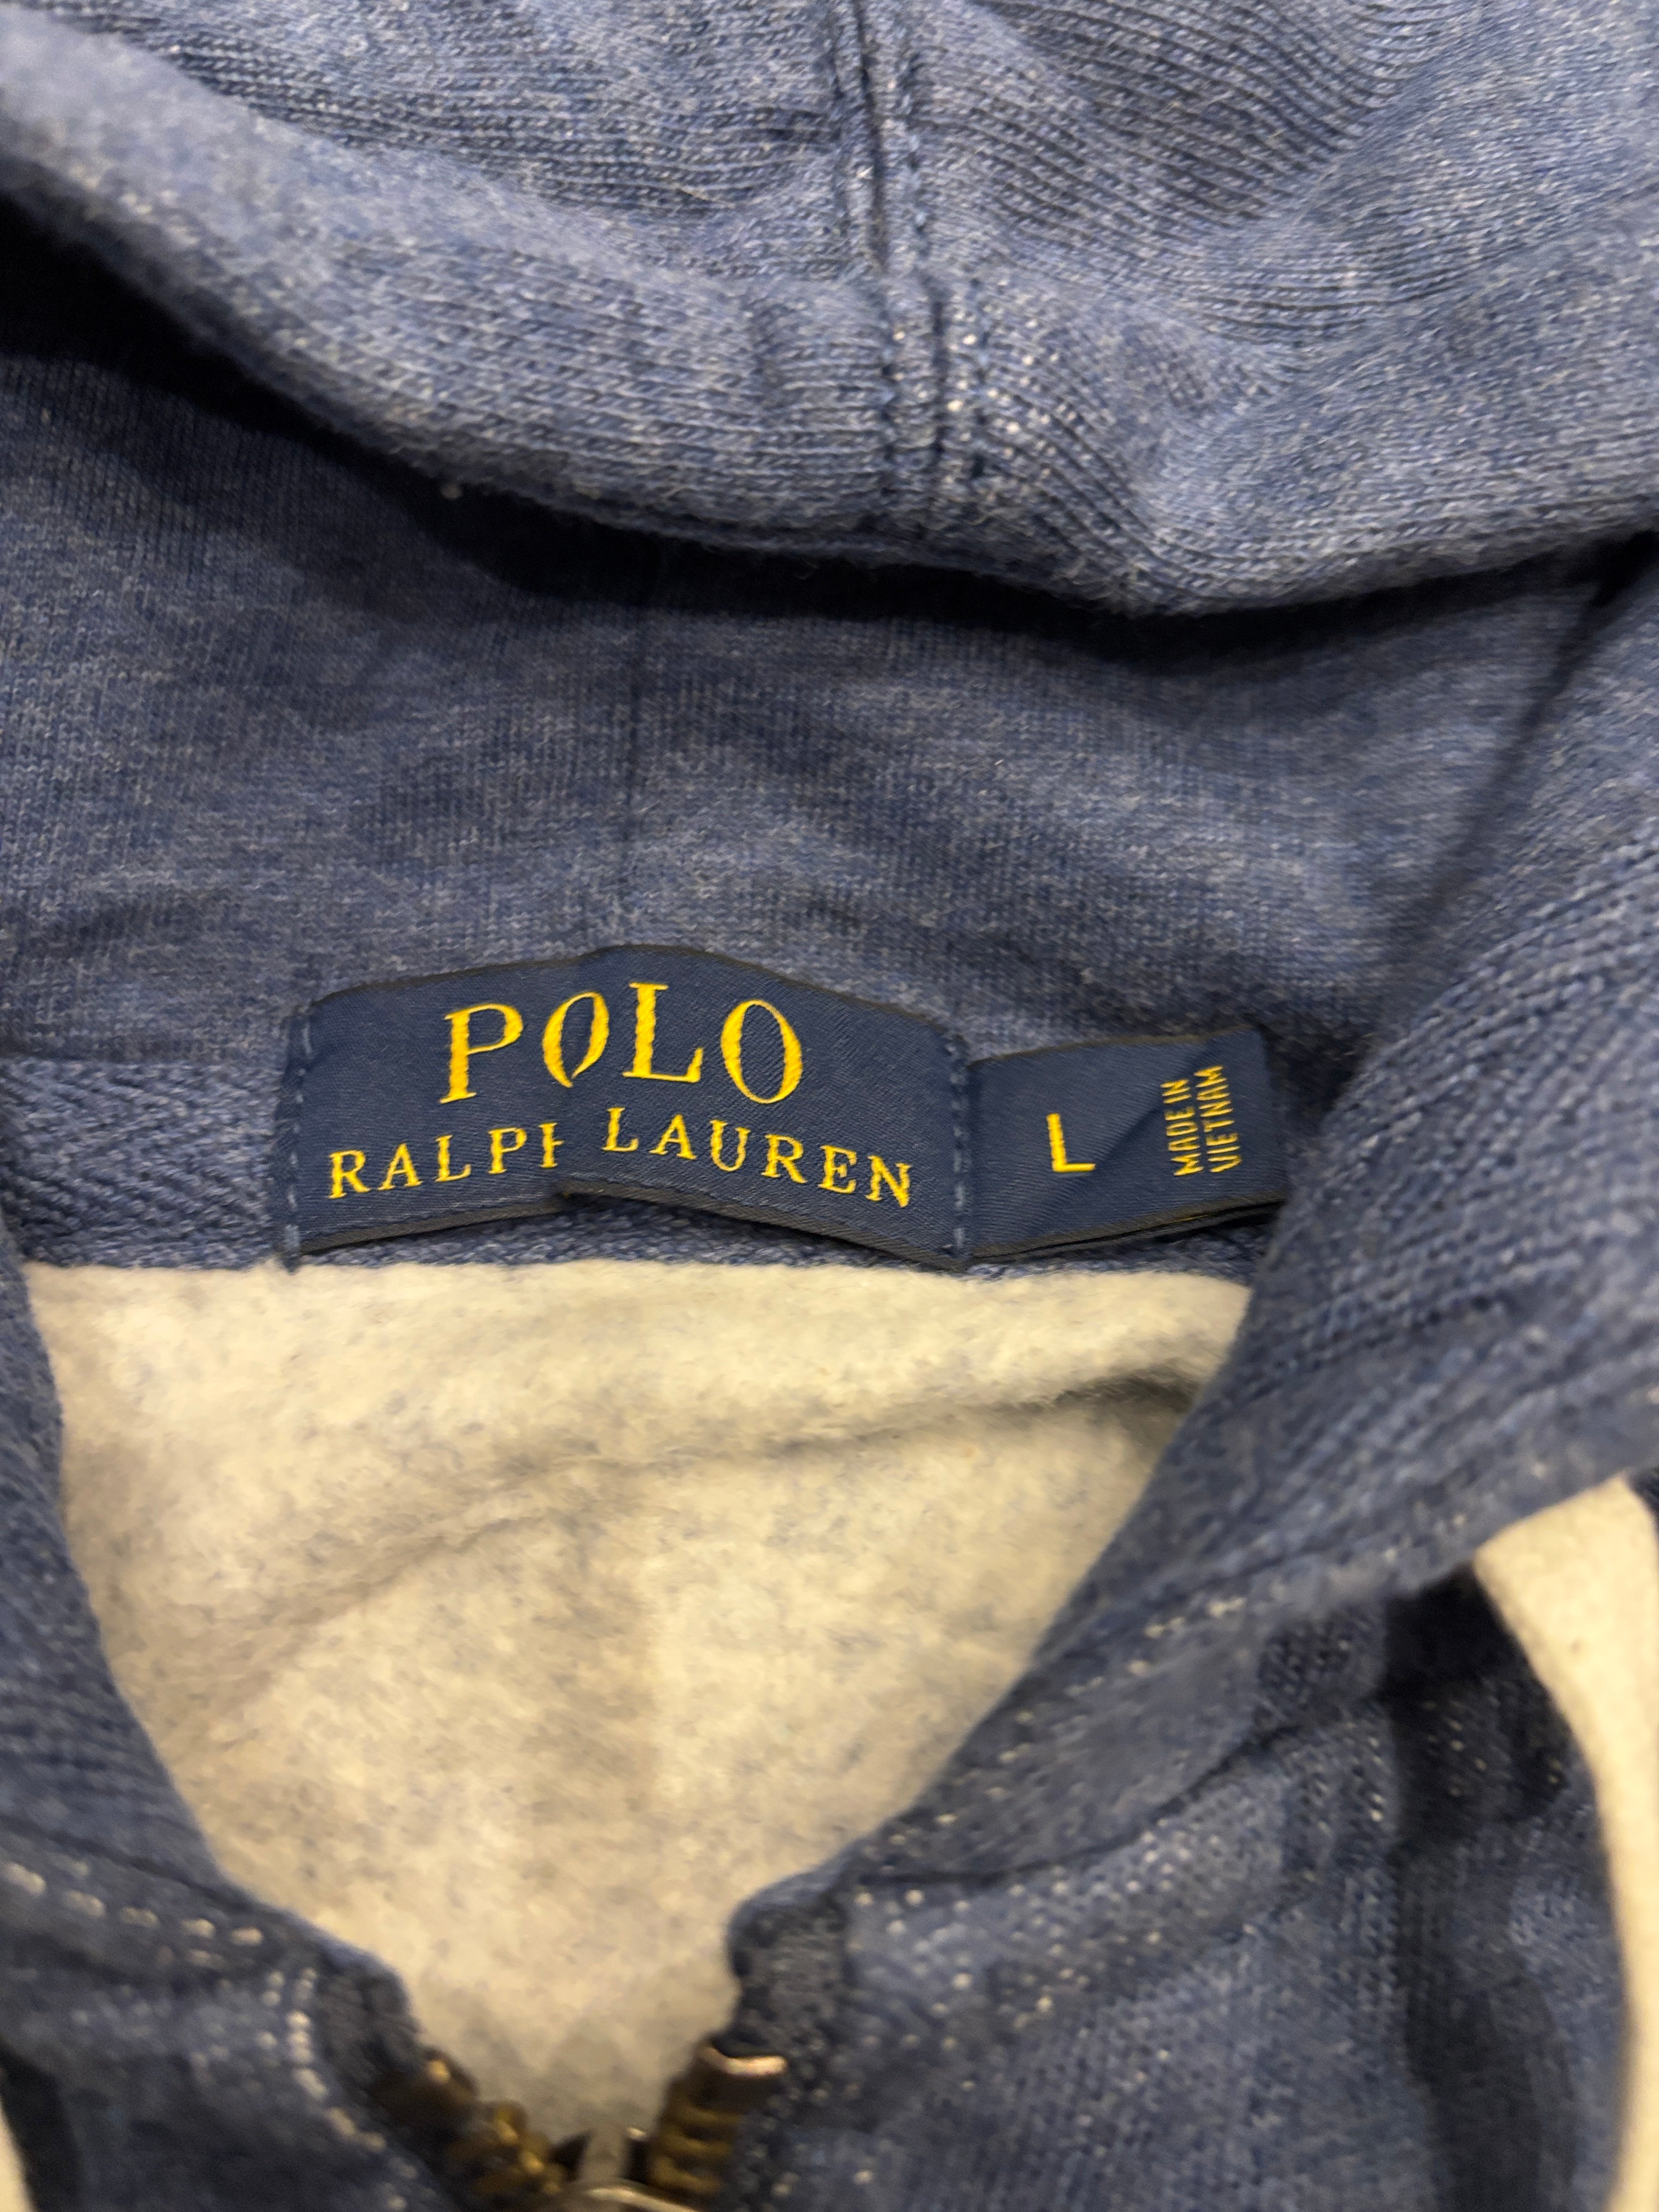 POLO
RALPH LAUREN
L
MADE IN
VIETNAM